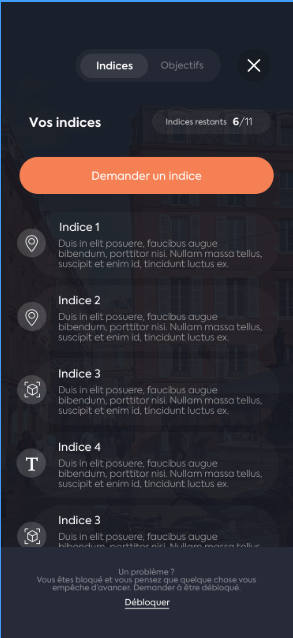 Indices Objectifs
Vos indices
Indices restants 6/11
Demander un indice
Indice 1
Duis in elit posuere, faucibus augue
bibendum, porttitor nisi. Nullam massa tellus,
suscipit et enim id, tincidunt luctus ex.
Indice 2
Duis in elit posuere, faucibus augue
bibendum, porttitor nisi. Nullam massa tellus,
suscipit et enim id, tincidunt luctus ex.
Indice 3
Duis in elit posuere, faucibus augue
bibendum, porttitor nisi. Nullam massa tellus,
suscipit et enim id, tincidunt luctus ex.
T
Indice 4
Duis in elit posuere, faucibus augue
bibendum, porttitor nisi. Nullam massa tellus,
suscipit et enim id, tincidunt luctus ex.
Indice 3
Duis in elit posuere, faucibus augue
bibendum, porttitor nisi. Nullam massa tellus,
Un problème ?
Vous êtes bloqué et vous pensez que quelque chose vous
empêche d'avancer. Demander à être débloqué.
Débloquer